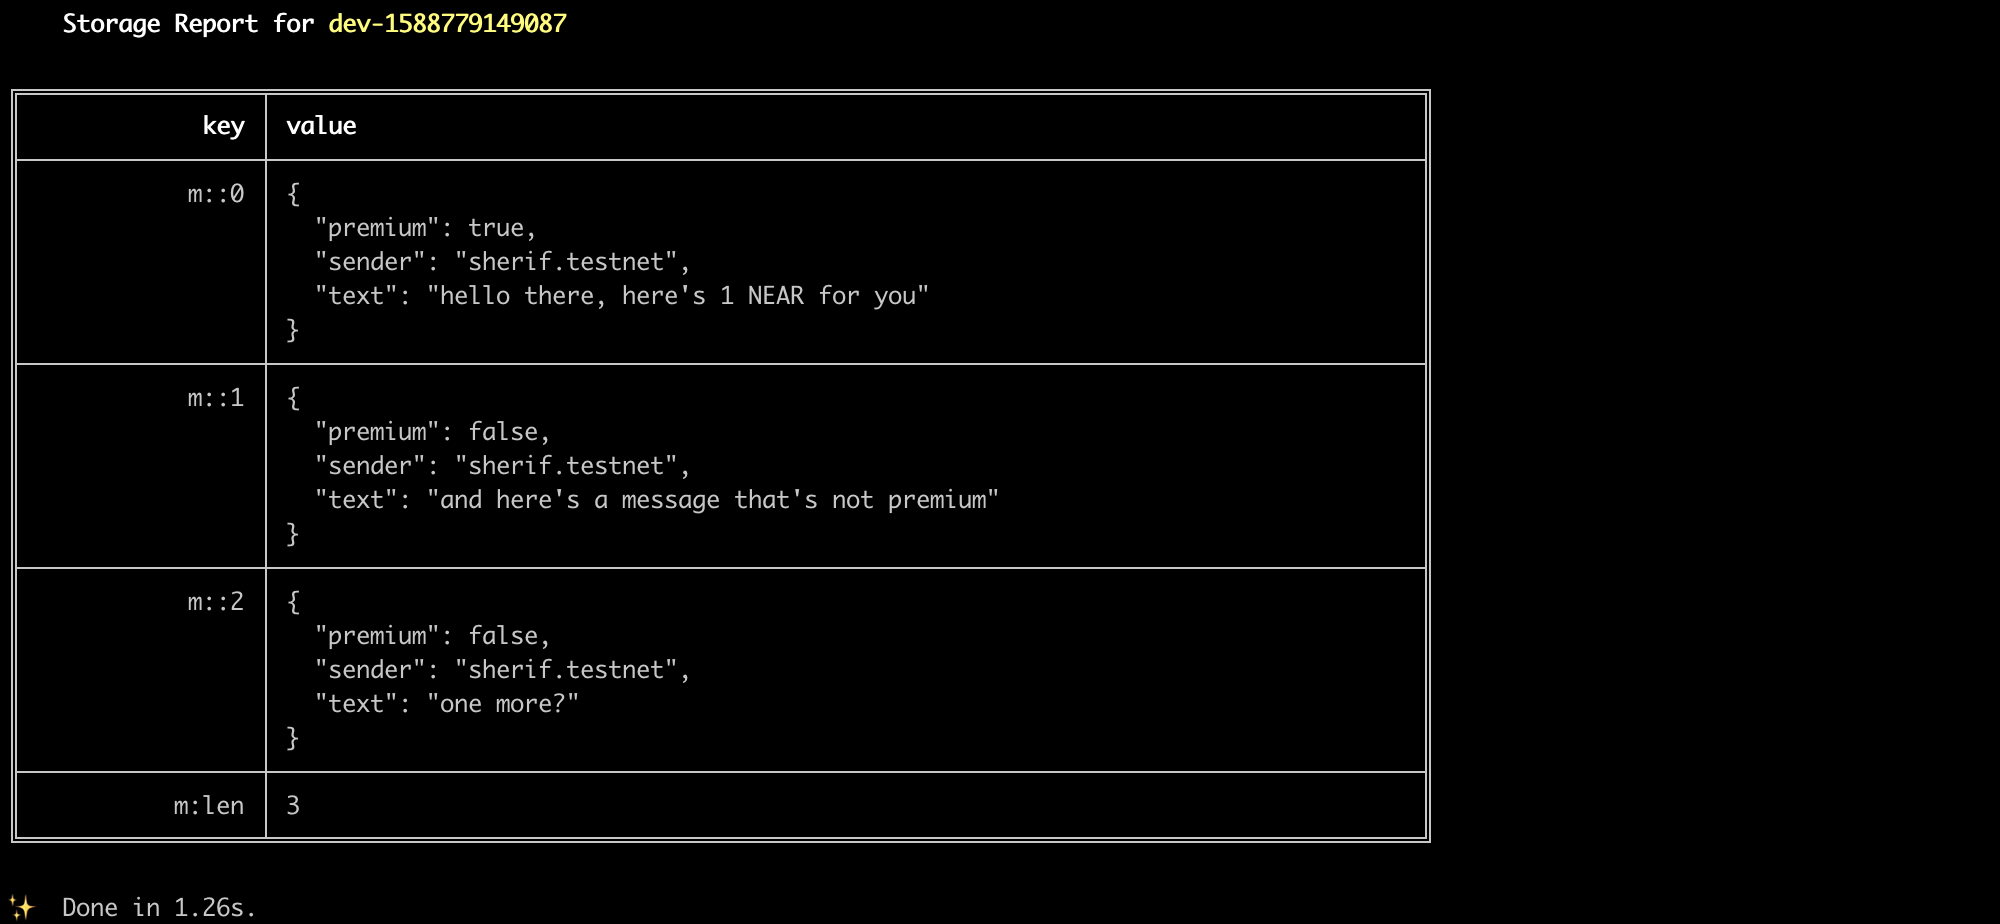 Storage Report for dev-1588779149087
key value
m::0 {
"premium": true,
"sender": "sherif.testnet",
"text": "hello there, here's 1 NEAR for you"
}
m::1 {
"premium": false,
"sender": "sherif.testnet",
"text": "and here's a message that's not premium"
}
m::2 {
"premium": false,
"sender": "sherif.testnet",
"text": "one more?"
}
m:len 3
✨ Done in 1.26s.